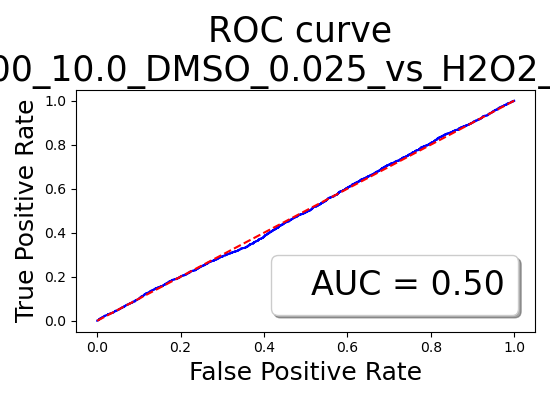 ROC curve
00_10.0_DMSO_0.025_vs_H2O2_
True Positive Rate
1.0
0.8
0.6
0.4
0.2
0.0
AUC = 0.50
0.0 0.2 0.4 0.6 0.8 1.0
False Positive Rate